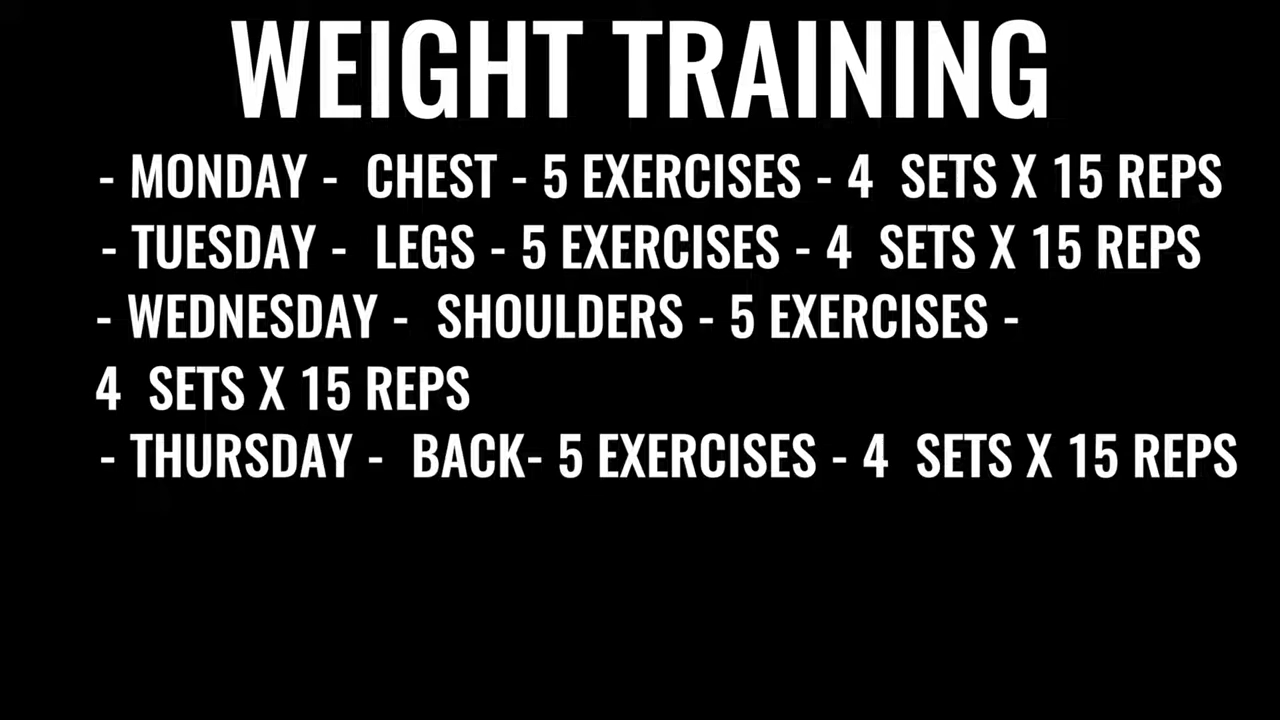 WEIGHT TRAINING
- MONDAY - CHEST - 5 EXERCISES - 4 SETS X 15 REPS
- TUESDAY - LEGS - 5 EXERCISES - 4 SETS X 15 REPS
- WEDNESDAY - SHOULDERS - 5 EXERCISES -
4 SETS X 15 REPS
- THURSDAY - BACK- 5 EXERCISES - 4 SETS X 15 REPS